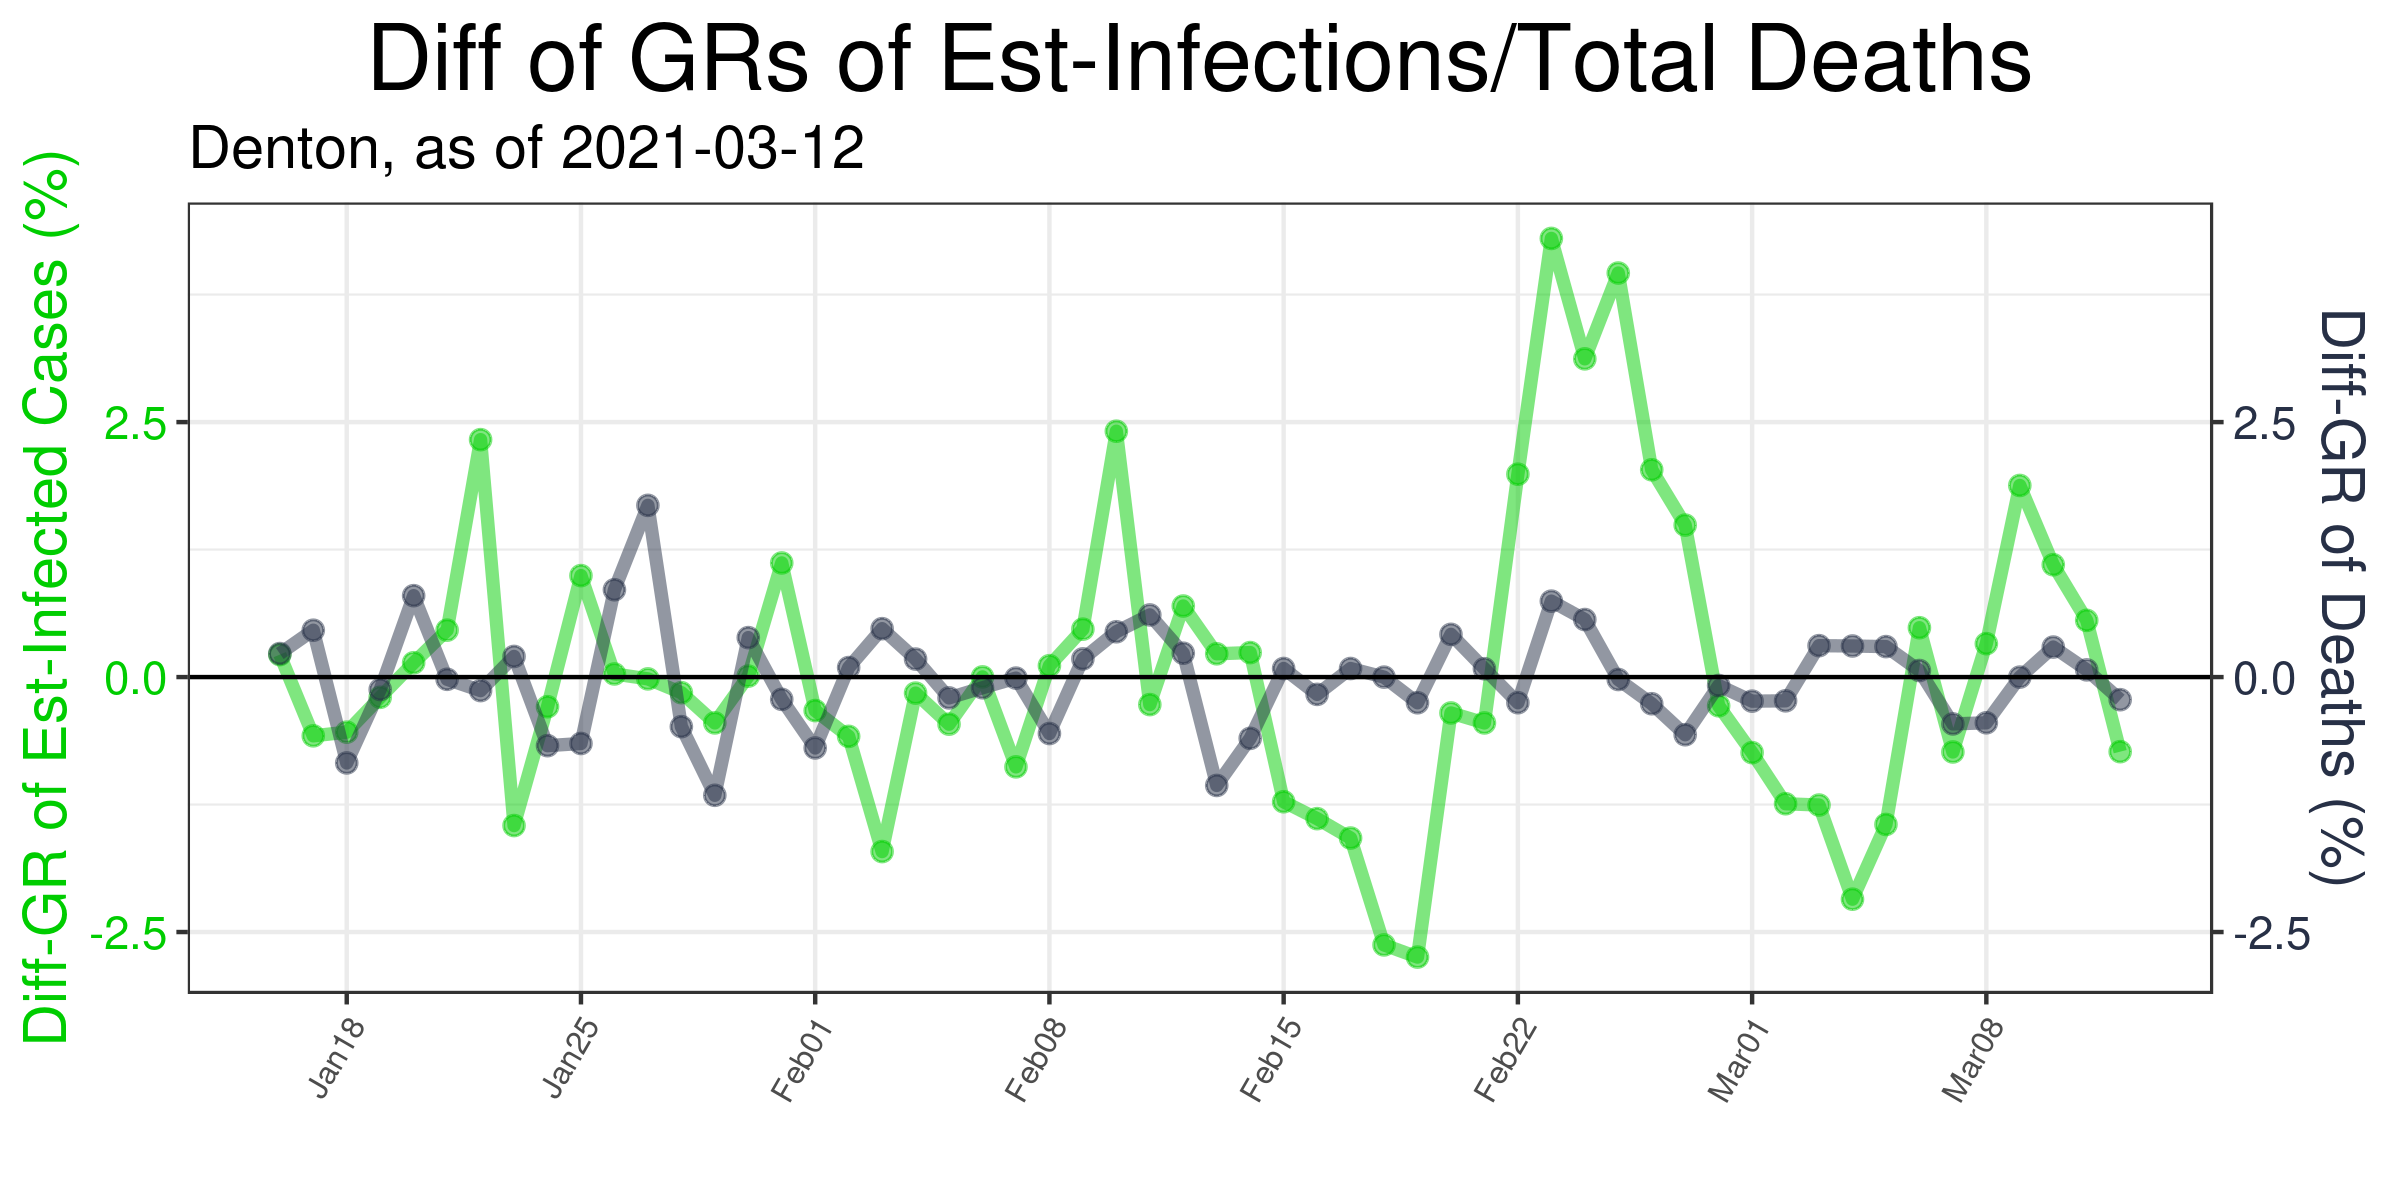 Diff of GRs of Est-Infections/Total Deaths
Denton, as of 2021-03-12
Diff-GR of Est-Infected Cases (%)
2.5
0.0
-2.5
2.5
0.0
-2.5
Diff-GR of Deaths (%)
Jan18
Jan25
Feb01
Feb08
Feb15
Feb22
Mar01
Mar08